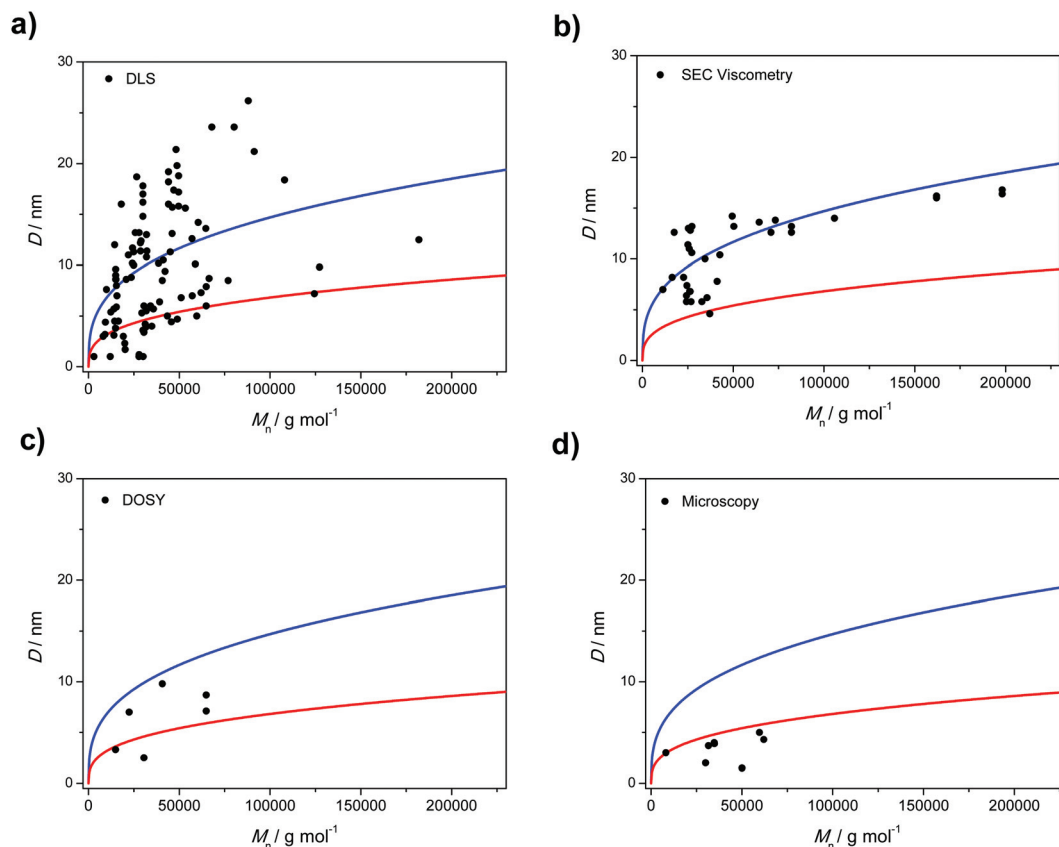 a)
DLS
D / nm
30
20
10
0
0 50000 100000 150000 200000
Mn / g mol-1
b)
SEC Viscometry
D / nm
30
20
10
0
0 50000 100000 150000 200000
Mn / g mol-1
c)
DOSY
D / nm
30
20
10
0
0 50000 100000 150000 200000
Mn / g mol-1
d)
Microscopy
D / nm
30
20
10
0
0 50000 100000 150000 200000
Mn / g mol-1